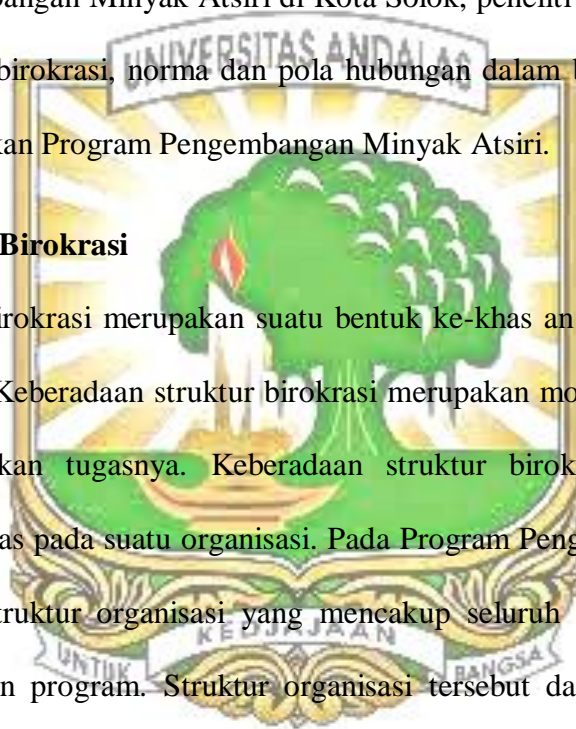 bangan Minyak Atsiri di Kota Solok, peneliti
UNIVERSITAS ANDALAS
birokrasi, norma dan pola hubungan dalam b
kan Program Pengembangan Minyak Atsiri.
Birokrasi
irokrasi merupakan suatu bentuk ke-khas an
Keberadaan struktur birokrasi merupakan mo
kan tugasnya. Keberadaan struktur birok
as pada suatu organisasi. Pada Program Peng
truktur organisasi yang mencakup seluruh
KEDJAJAAN
UNTUK BANGSA
n program. Struktur organisasi tersebut da